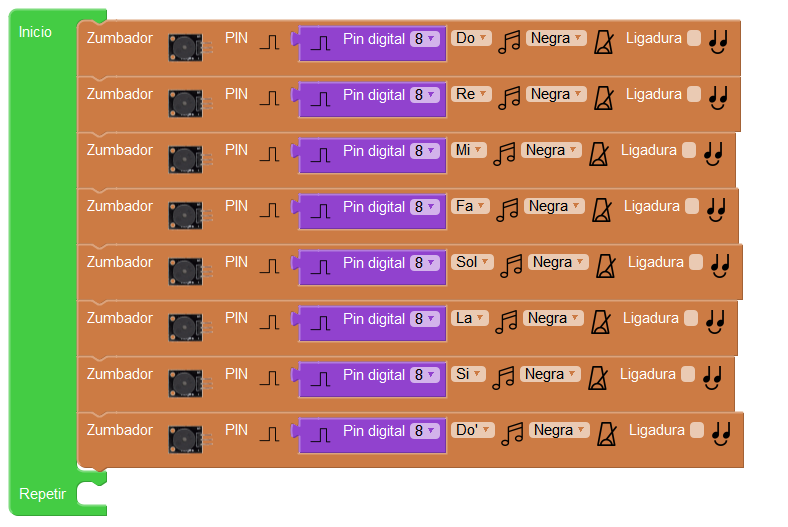 Inicio Zumbador PIN Pin digital 8 Do Negra Ligadura
Zumbador PIN Pin digital 8 Re Negra Ligadura
Zumbador PIN Pin digital 8 Mi Negra Ligadura
Zumbador PIN Pin digital 8 Fa Negra Ligadura
Zumbador PIN Pin digital 8 Sol Negra Ligadura
Zumbador PIN Pin digital 8 La Negra Ligadura
Zumbador PIN Pin digital 8 Si Negra Ligadura
Zumbador PIN Pin digital 8 Do' Negra Ligadura
Repetir